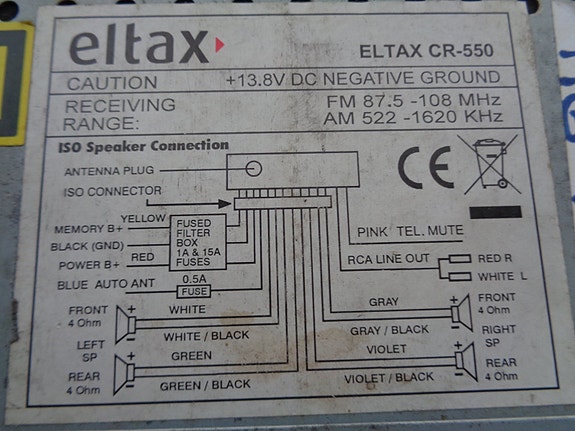 eltax
ELTAX CR-550
CAUTION +13.8V DC NEGATIVE GROUND
RECEIVING FM 87.5 -108 MHz
RANGE: AM 522 -1620 KHz
ISO Speaker Connection
ANTENNA PLUG
ISO CONNECTOR
CE
MEMORY B+ YELLOW
BLACK (GND)
POWER B+ RED
FUSED
FILTER
BOX
1A & 15A
FUSES
BLUE AUTO ANT
0.5A
FUSE
PINK TEL. MUTE
RCA LINE OUT
RED R
WHITE L
FRONT
4 Ohm
+
-
WHITE
WHITE / BLACK
LEFT
SP
GREEN
GREEN / BLACK
REAR
4 Ohm
+
-
GRAY
GRAY / BLACK
+
-
FRONT
4 Ohm
RIGHT
SP
VIOLET
VIOLET / BLACK
+
-
REAR
4 Ohm